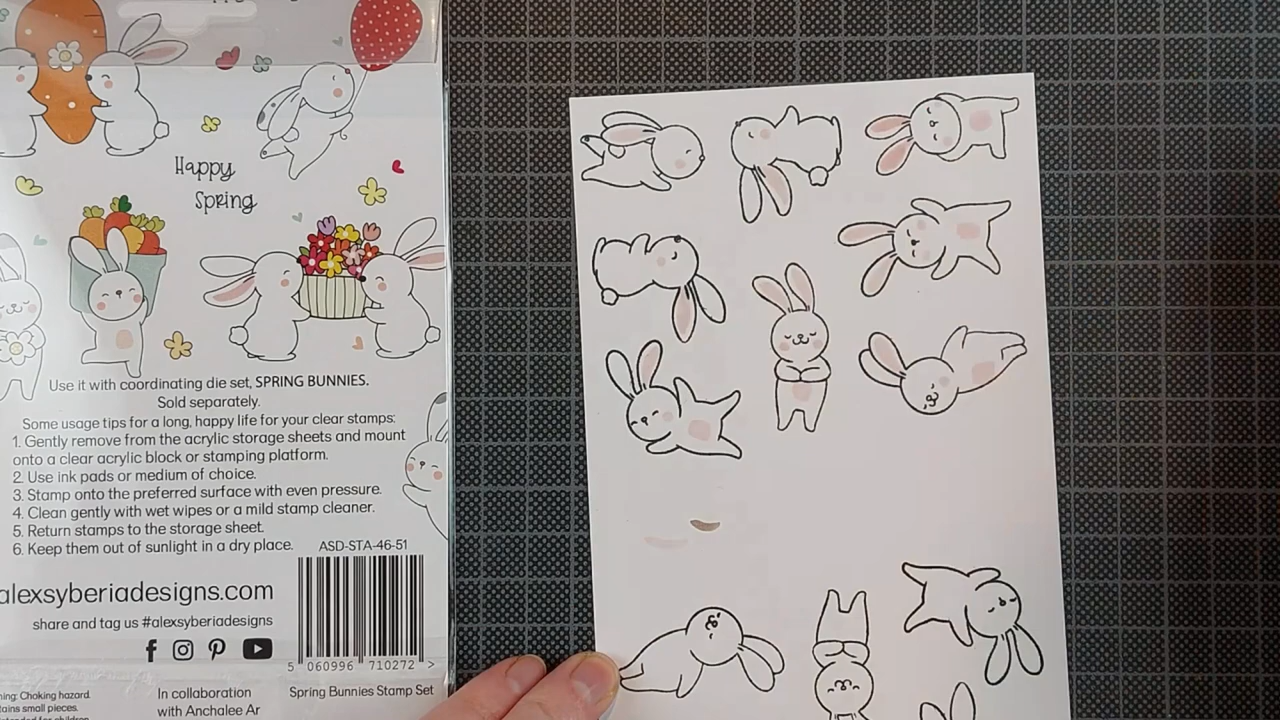 Happy
Spring
Use it with coordinating die set, SPRING BUNNIES.
Sold separately.
Some usage tips for a long, happy life for your clear stamps:
1. Gently remove from the acrylic storage sheets and mount
onto a clear acrylic block or stamping platform.
2. Use ink pads or medium of choice.
3. Stamp onto the preferred surface with even pressure.
4. Clean gently with wet wipes or a mild stamp cleaner.
5. Return stamps to the storage sheet.
6. Keep them out of sunlight in a dry place.
ASD-STA-46-51
alexsyberiadesigns.com
share and tag us #alexsyberiadesigns
5 060996 710272 >
Spring Bunnies Stamp Set
ning: Choking hazard.
tains small pieces.
In collaboration
with Anchalee Ar